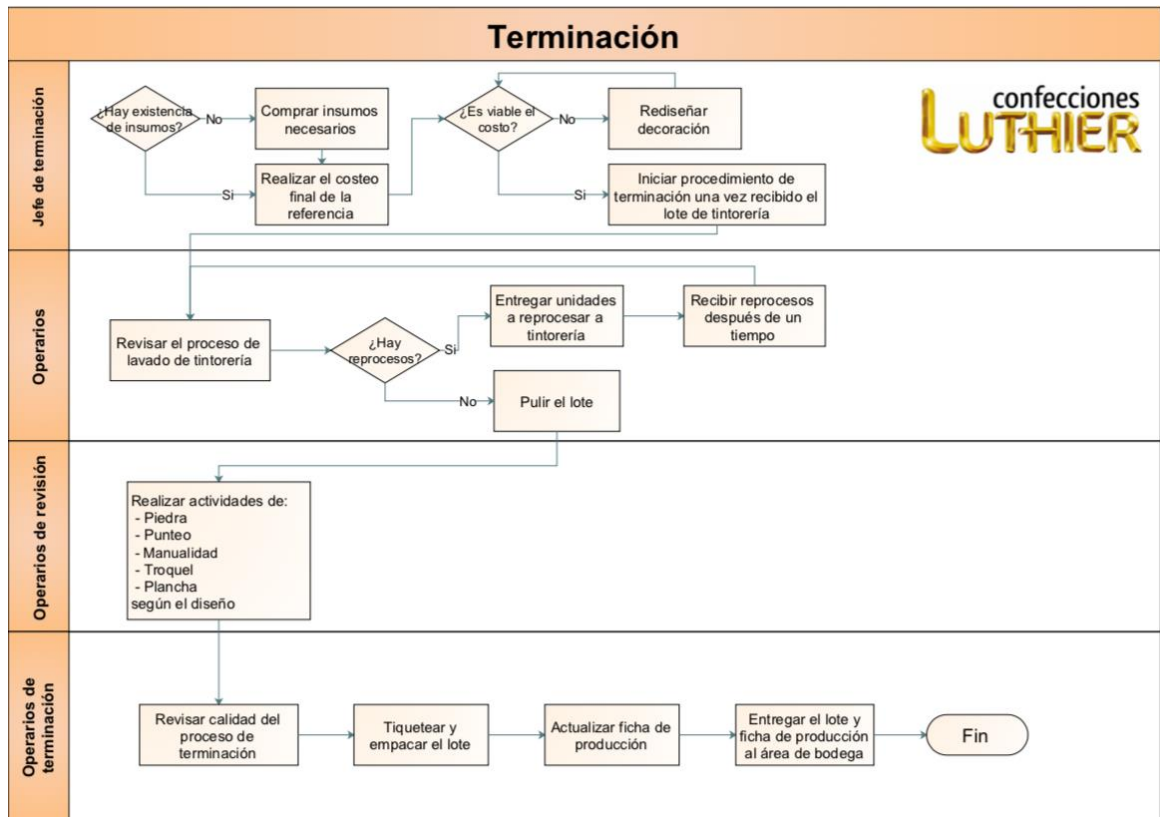 Terminación
Jefe de terminación
¿Hay existencia
de insumos?
No
Comprar insumos
necesarios
Si
Realizar el costeo
final de la
referencia
¿Es viable el
costo?
No
Rediseñar
decoración
Si
Iniciar procedimiento de
terminación una vez recibido el
lote de tintorería
confecciones
LUTHIER
Operarios
Revisar el proceso de
lavado de tintorería
¿Hay
reprocesos?
Si
Entregar unidades
a reprocesar a
tintorería
Recibir reprocesos
después de un
tiempo
No
Pulir el lote
Operarios de revisión
Realizar actividades de:
- Piedra
- Punteo
- Manualidad
- Troquel
- Plancha
según el diseño
Operarios de
terminación
Revisar calidad del
proceso de
terminación
Tiquetear y
empacar el lote
Actualizar ficha de
producción
Entregar el lote y
ficha de producción
al área de bodega
Fin